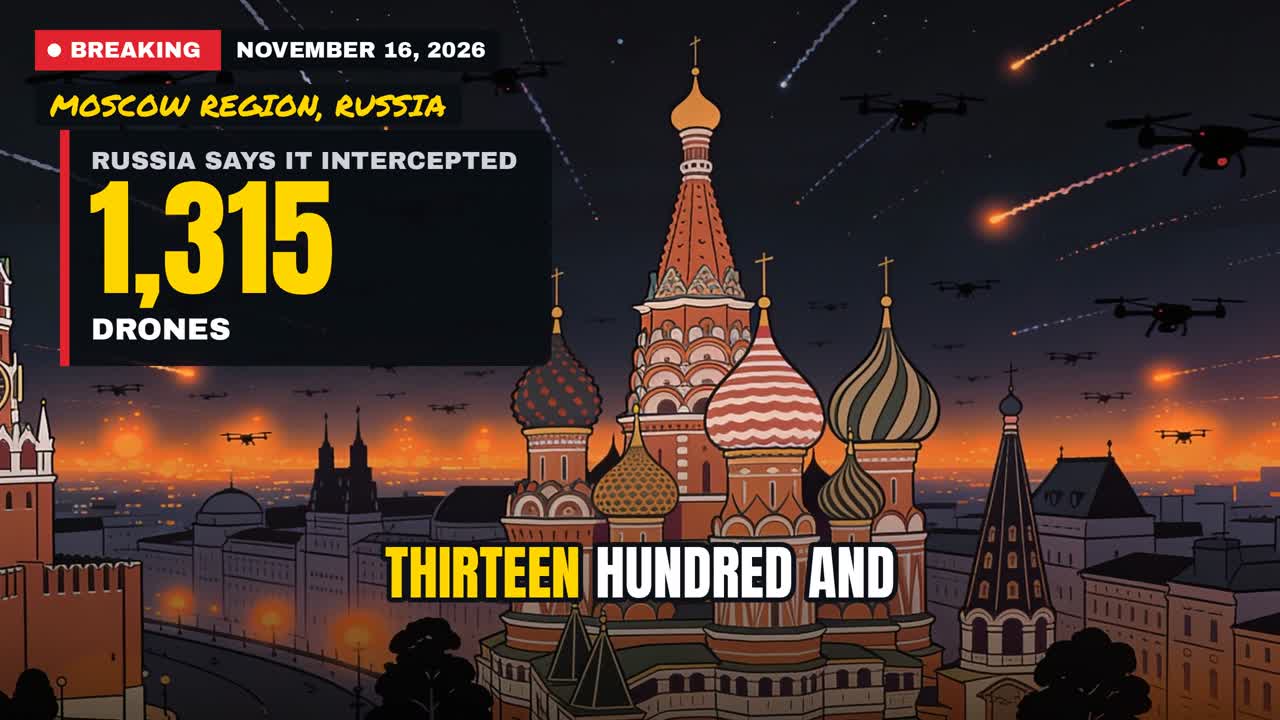 BREAKING
NOVEMBER 16, 2026
MOSCOW REGION, RUSSIA
RUSSIA SAYS IT INTERCEPTED
1,315
DRONES
THIRTEEN HUNDRED AND